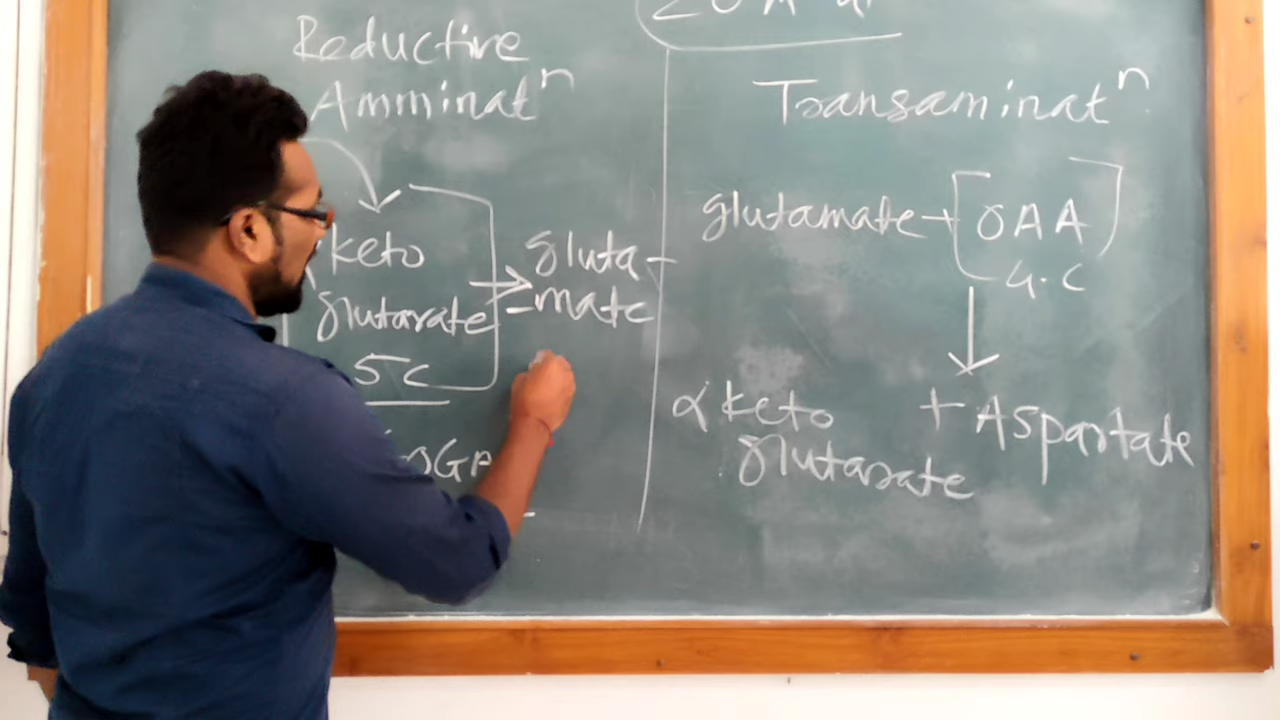 Reductive
Amminatⁿ
keto
glutarate
5C
gluta-
-mate
Transaminatⁿ
glutamate + [OAA]
4.C
α keto
glutarate
+ Aspartate